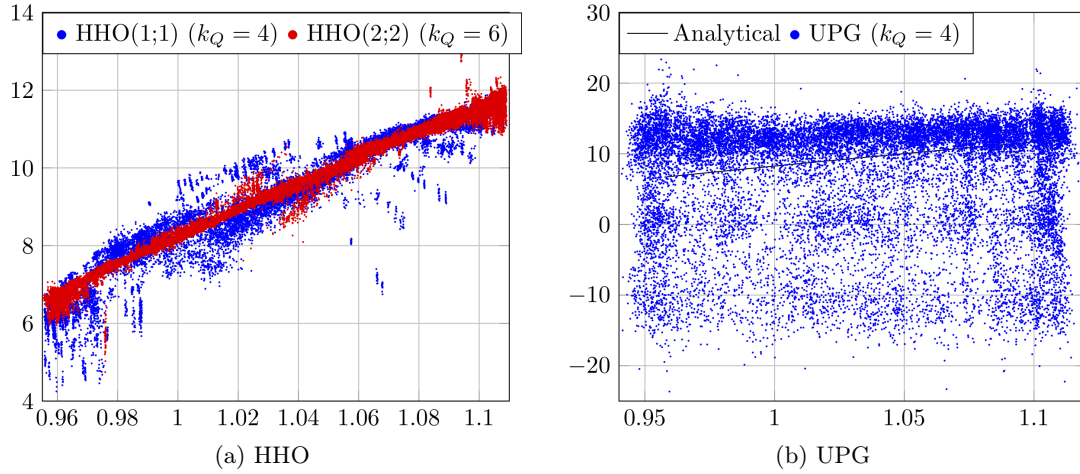 HHO(1;1) (k_Q = 4) HHO(2;2) (k_Q = 6)
14
12
10
8
6
4
0.96 0.98 1 1.02 1.04 1.06 1.08 1.1
(a) HHO
Analytical UPG (k_Q = 4)
30
20
10
0
−10
−20
0.95 1 1.05 1.1
(b) UPG